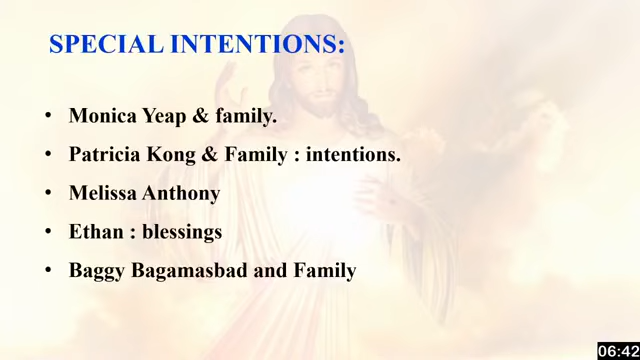 SPECIAL INTENTIONS:
• Monica Yeap & family.
• Patricia Kong & Family : intentions.
• Melissa Anthony
• Ethan : blessings
• Baggy Bagamasbad and Family
06:42